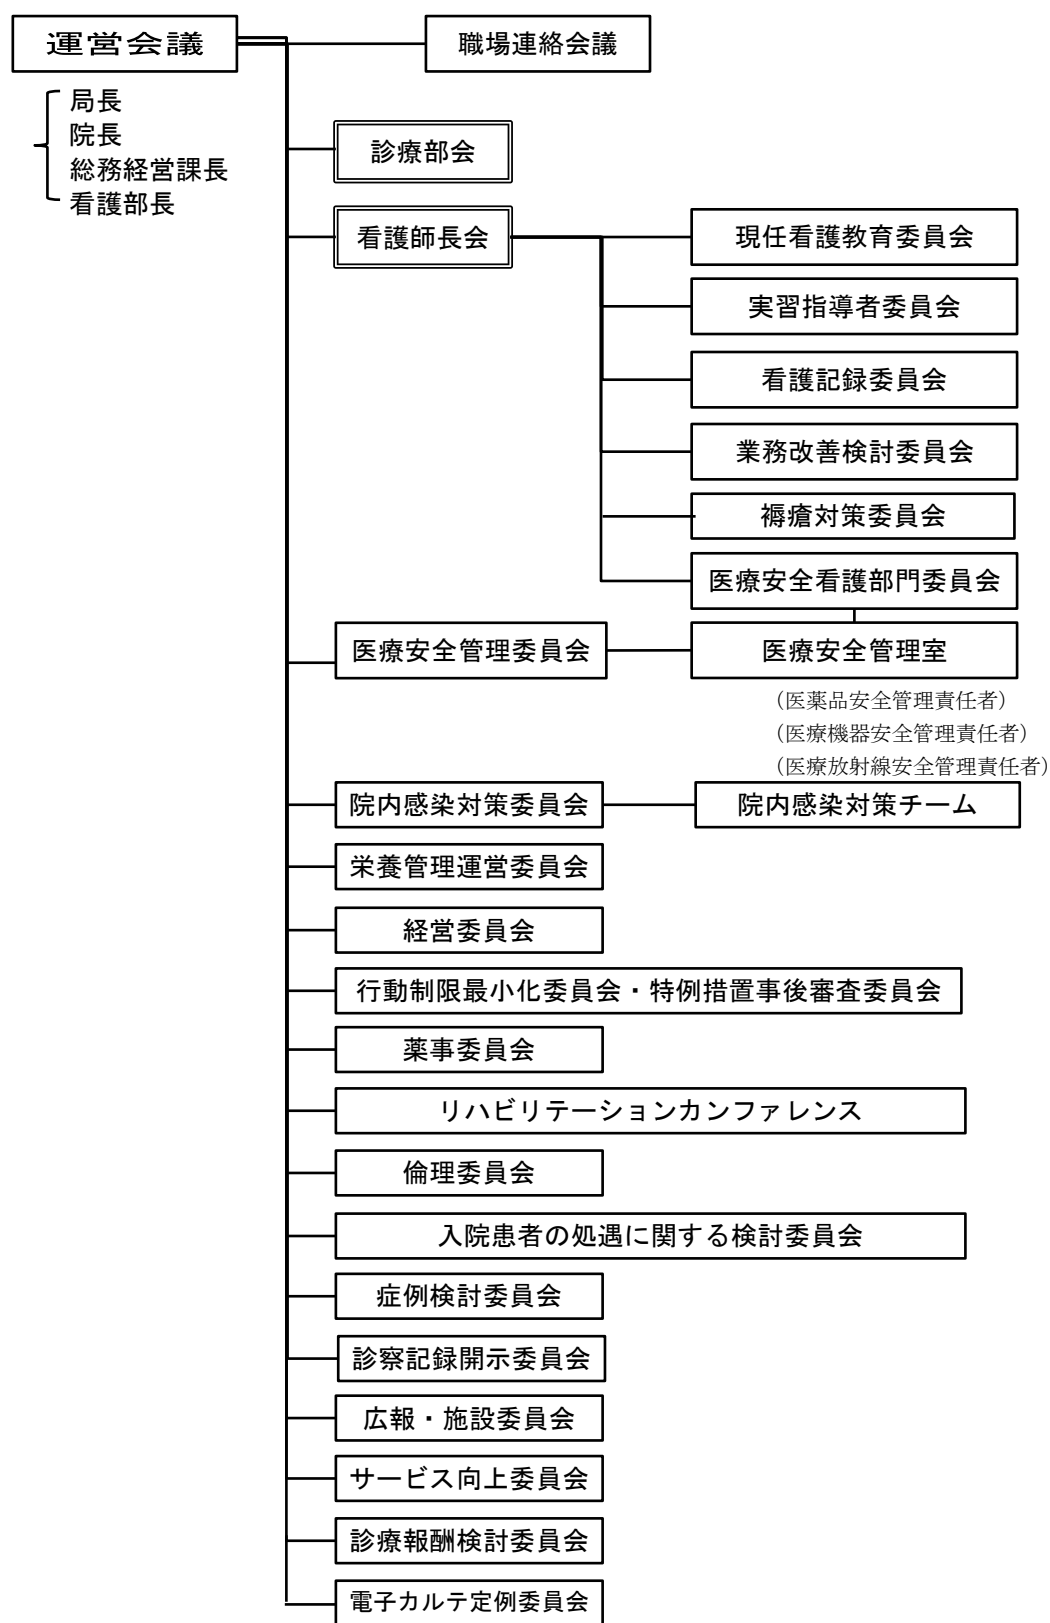 運営会議
職場連絡会議
局長
院長
総務経営課長
看護部長
診療部会
看護師長会
現任看護教育委員会
実習指導者委員会
看護記録委員会
業務改善検討委員会
褥瘡対策委員会
医療安全看護部門委員会
医療安全管理委員会
医療安全管理室
（医薬品安全管理責任者）
（医療機器安全管理責任者）
（医療放射線安全管理責任者）
院内感染対策委員会
院内感染対策チーム
栄養管理運営委員会
経営委員会
行動制限最小化委員会・特例措置事後審査委員会
薬事委員会
リハビリテーションカンファレンス
倫理委員会
入院患者の処遇に関する検討委員会
症例検討委員会
診察記録開示委員会
広報・施設委員会
サービス向上委員会
診療報酬検討委員会
電子カルテ定例委員会